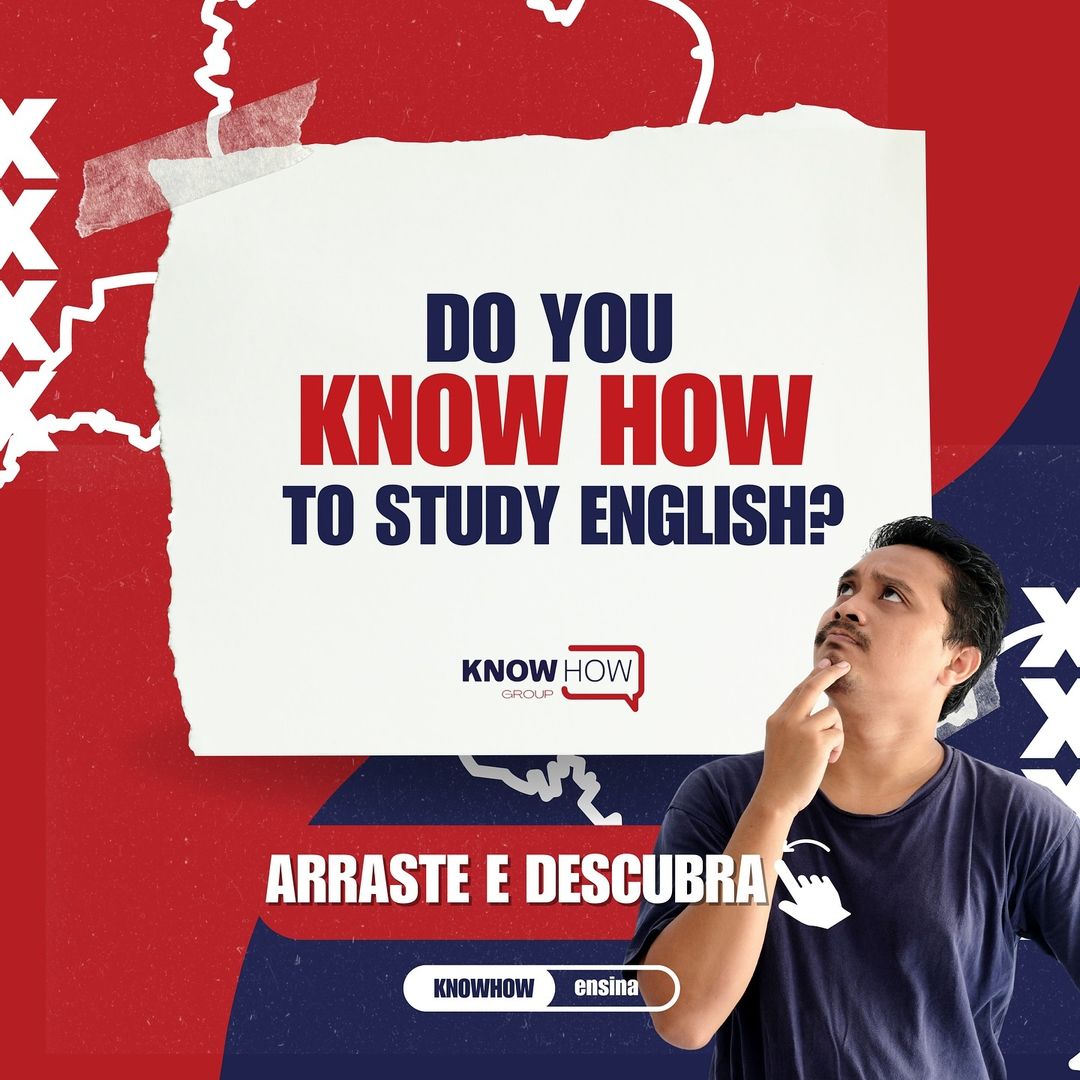 DO YOU
KNOW HOW
TO STUDY ENGLISH?
KNOW HOW
GROUP
ARRASTE E DESCUBRA
KNOWHOW ensina